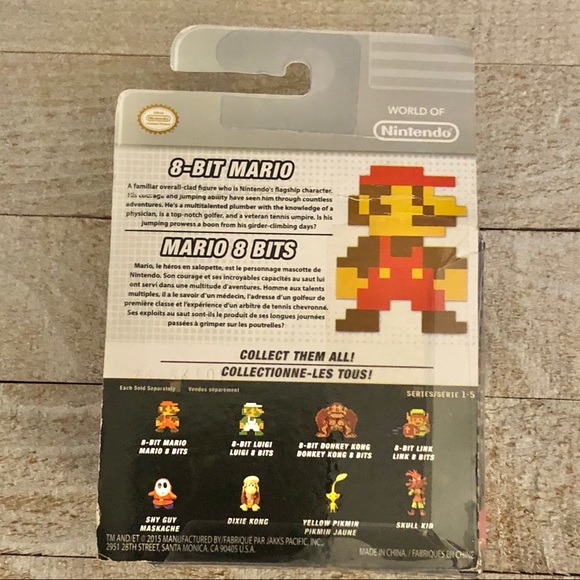 WORLD OF
Nintendo
8-BIT MARIO
A familiar overall-clad figure who is Nintendo's flagship character.
His courage and jumping ability have seen him through countless
adventures. He's a multitalented plumber with the knowledge of a
physician, is a top-notch golfer, and a veteran tennis umpire. Is his
jumping prowess a boon from his girder-climbing days?
MARIO 8 BITS
Mario, le héros en salopette, est le personnage mascotte de
Nintendo. Son courage et ses incroyables capacités au saut lui
ont servi dans une multitude d'aventures. Homme aux talents
multiples, il a le savoir d'un médecin, l'adresse d'un golfeur de
première classe et l'expérience d'un arbitre de tennis chevronné.
Ses exploits au saut sont-ils le produit de ses longues journées
passées à grimper sur les poutrelles?
COLLECT THEM ALL!
COLLECTIONNE-LES TOUS!
Each Sold Separately Vendus séparément
SERIES/SÉRIE 1-5
8-BIT MARIO
MARIO 8 BITS
8-BIT LUIGI
LUIGI 8 BITS
8-BIT DONKEY KONG
DONKEY KONG 8 BITS
8-BIT LINK
LINK 8 BITS
SHY GUY
MASKACHE
DIXIE KONG
YELLOW PIKMIN
PIKMIN JAUNE
SKULL KID
TM AND/ET © 2015 MANUFACTURED BY/FABRIQUÉ PAR JAKKS PACIFIC, INC.,
2951 28TH STREET, SANTA MONICA, CA 90405 U.S.A.
MADE IN CHINA. / FABRIQUÉ EN CHINE